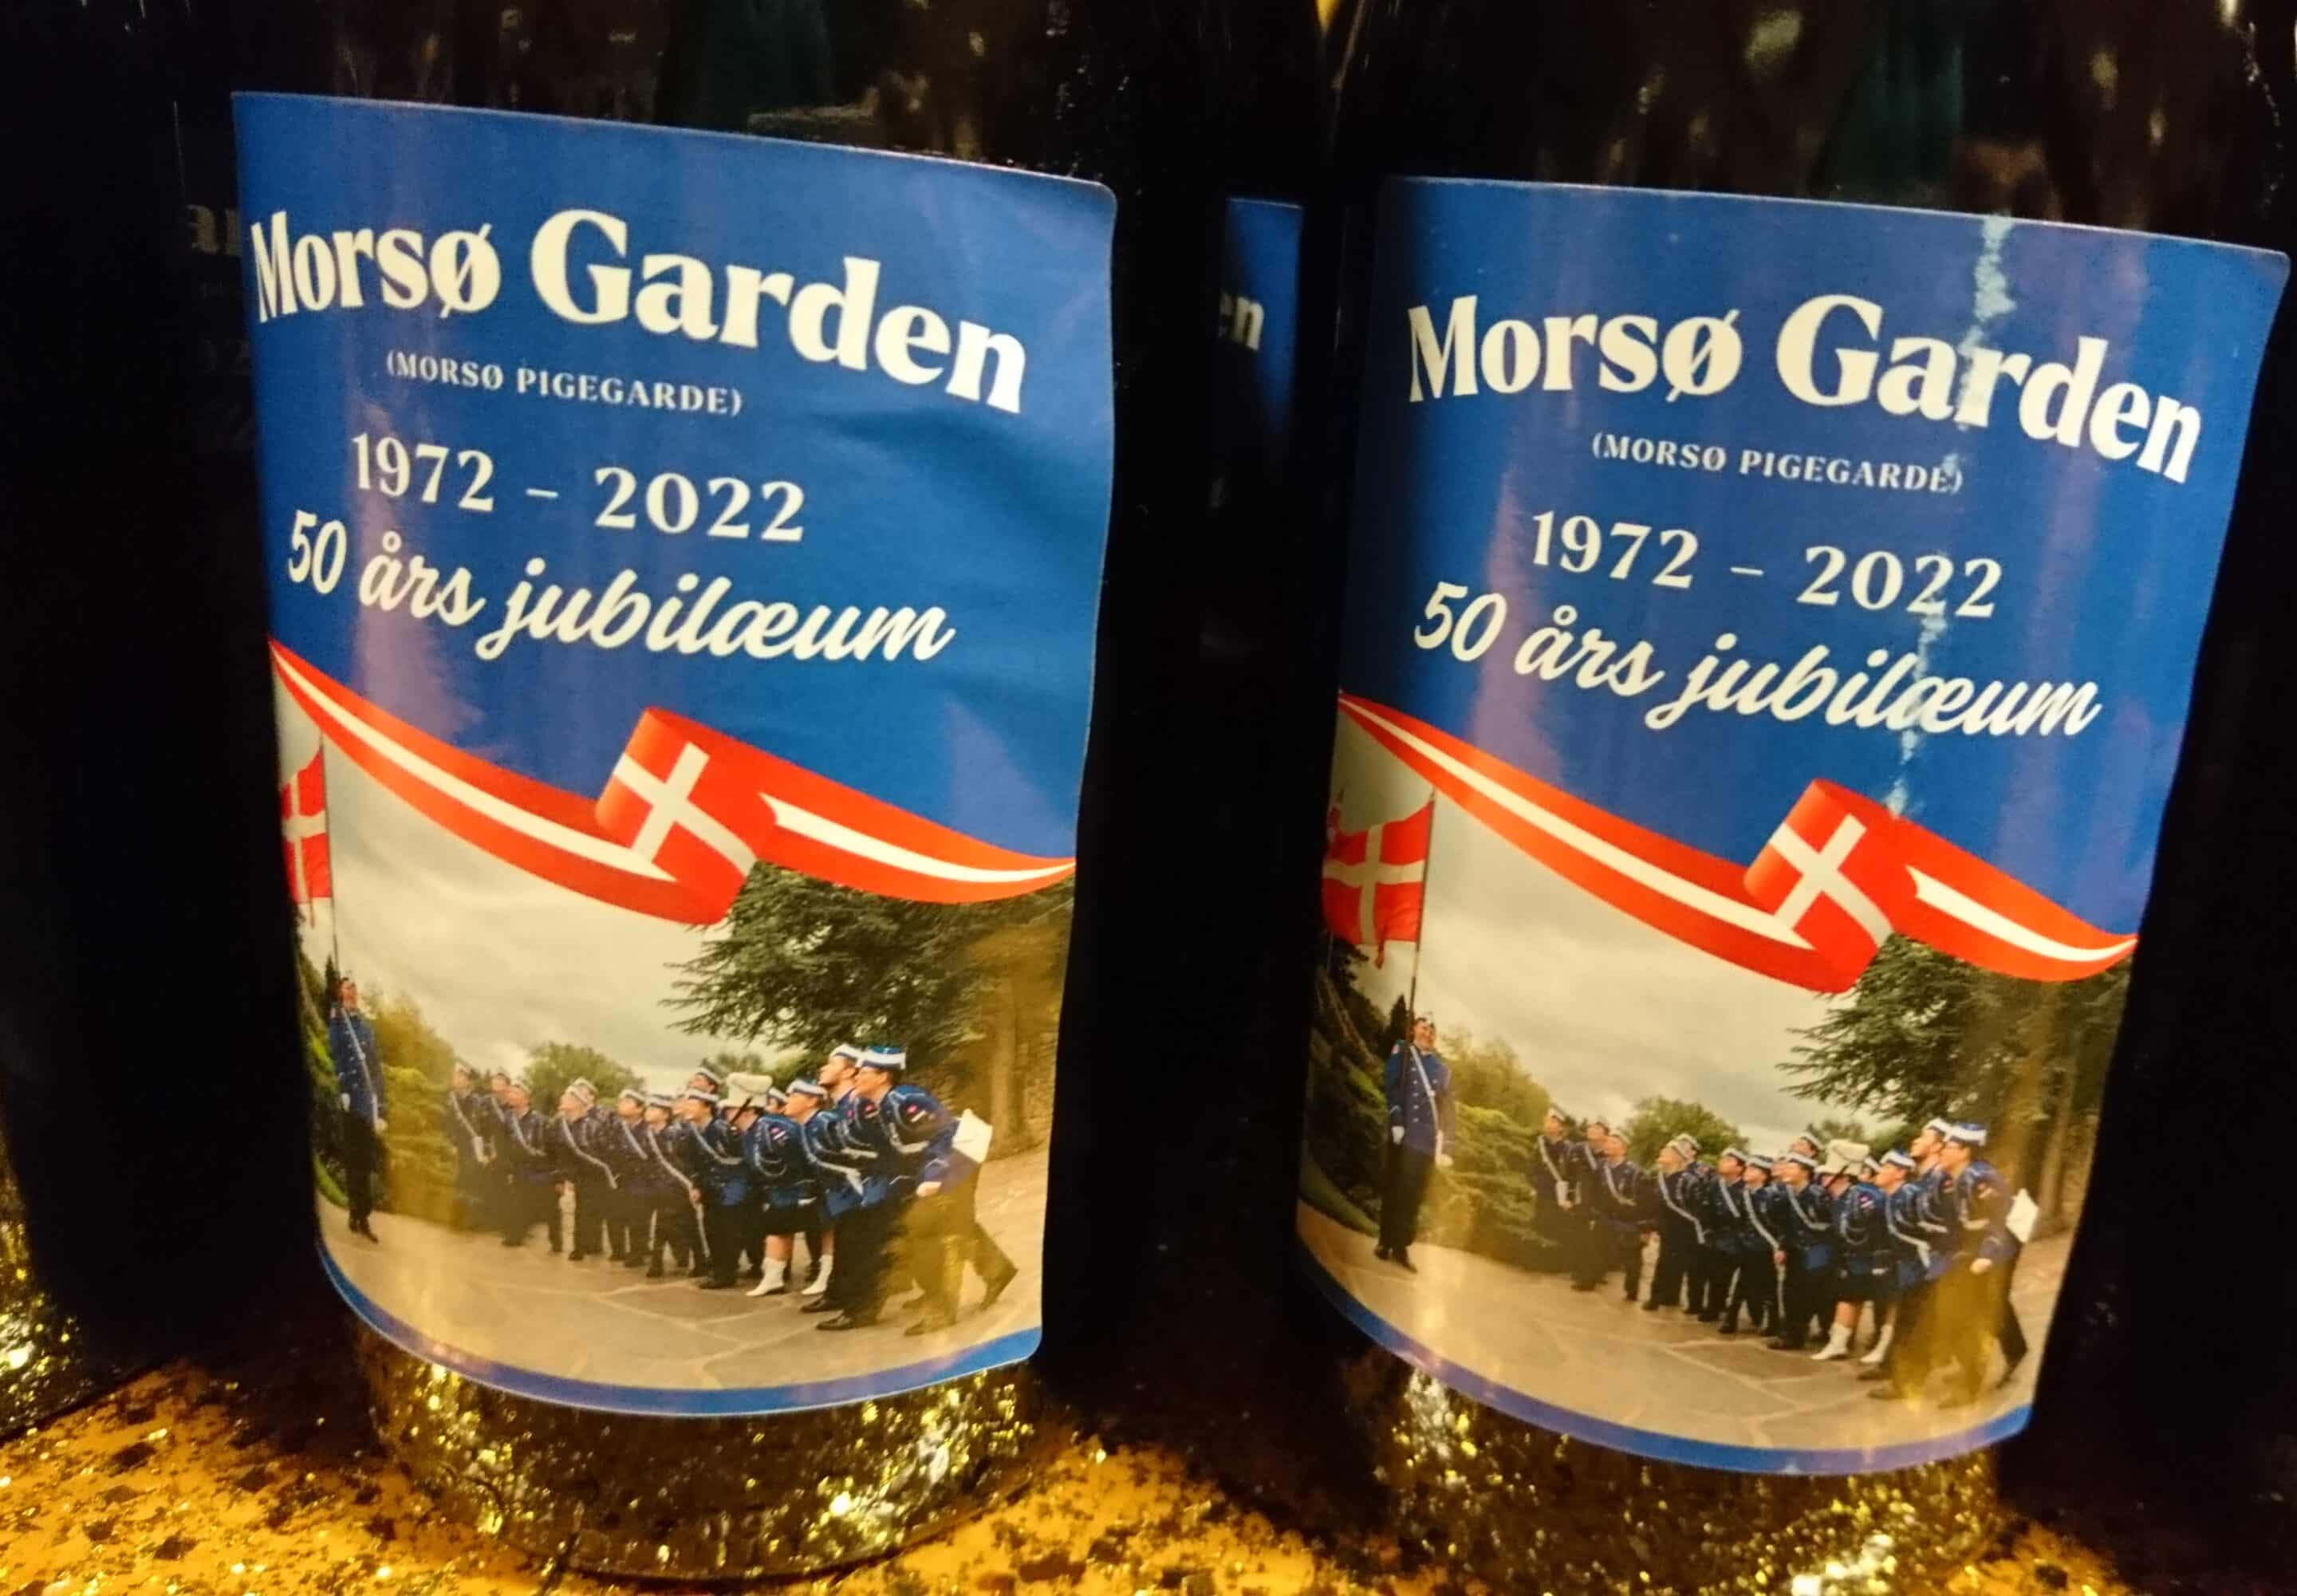 Morsø Garden
(MORSØ PIGEGARDE)
1972 – 2022
50 års jubilæum
Morsø Garden
(MORSØ PIGEGARDE)
1972 – 2022
50 års jubilæum